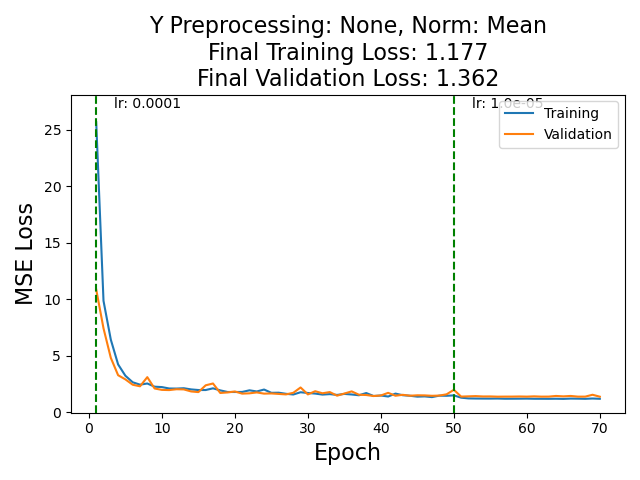 Y Preprocessing: None, Norm: Mean
Final Training Loss: 1.177
Final Validation Loss: 1.362
lr: 0.0001
lr: 1.0e-05
Training
Validation
MSE Loss
25
20
15
10
5
0
0 10 20 30 40 50 60 70
Epoch